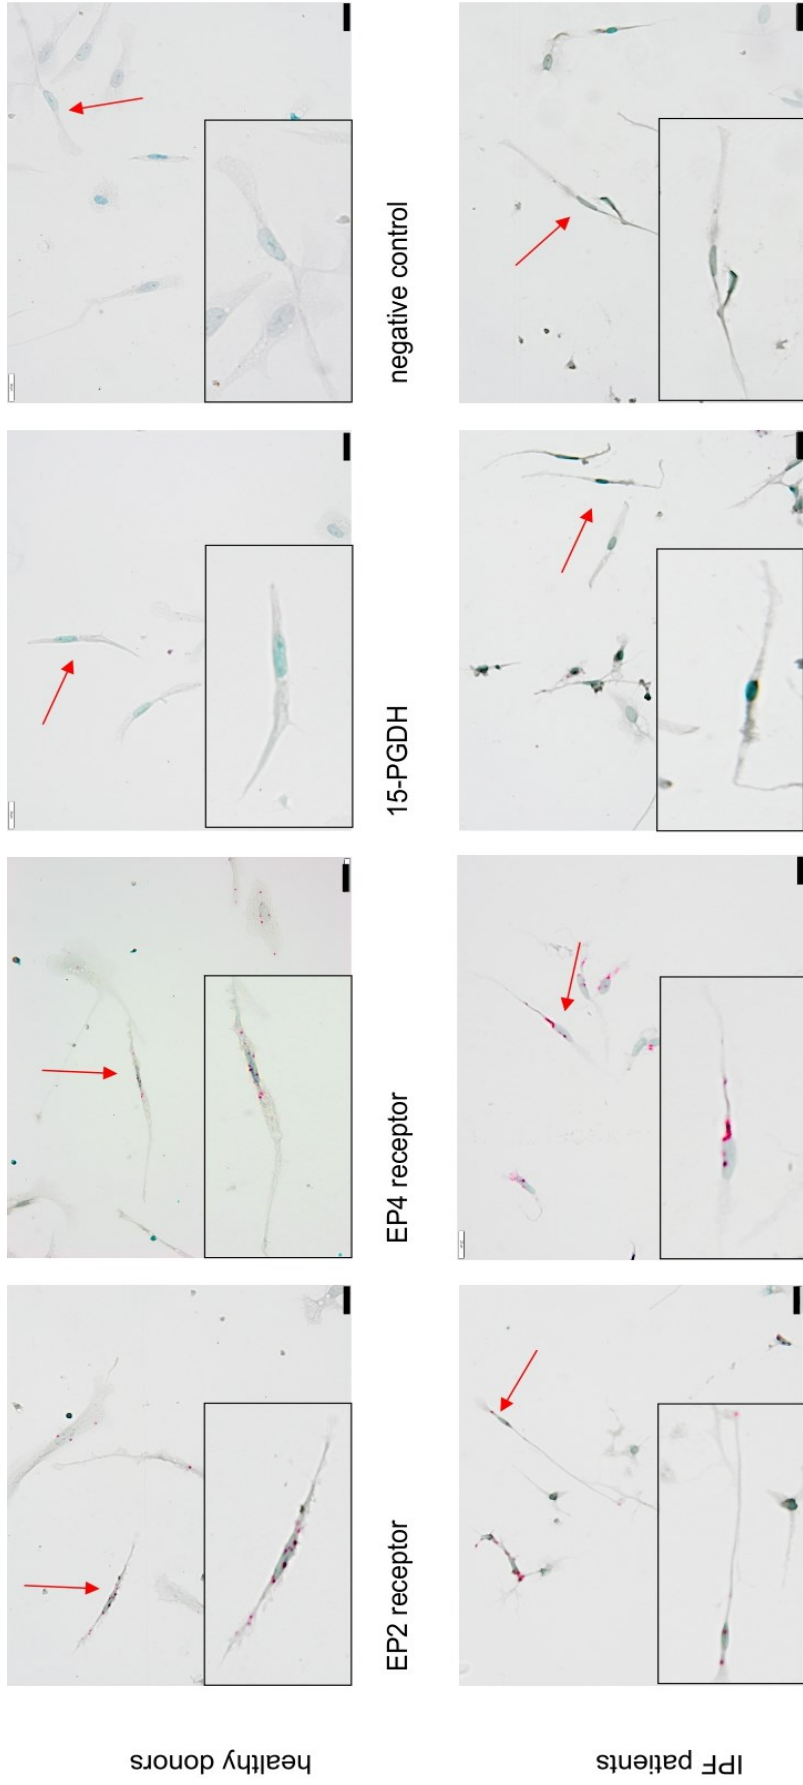 healthy donors
EP2 receptor
EP4 receptor
15-PGDH
negative control
IPF patients